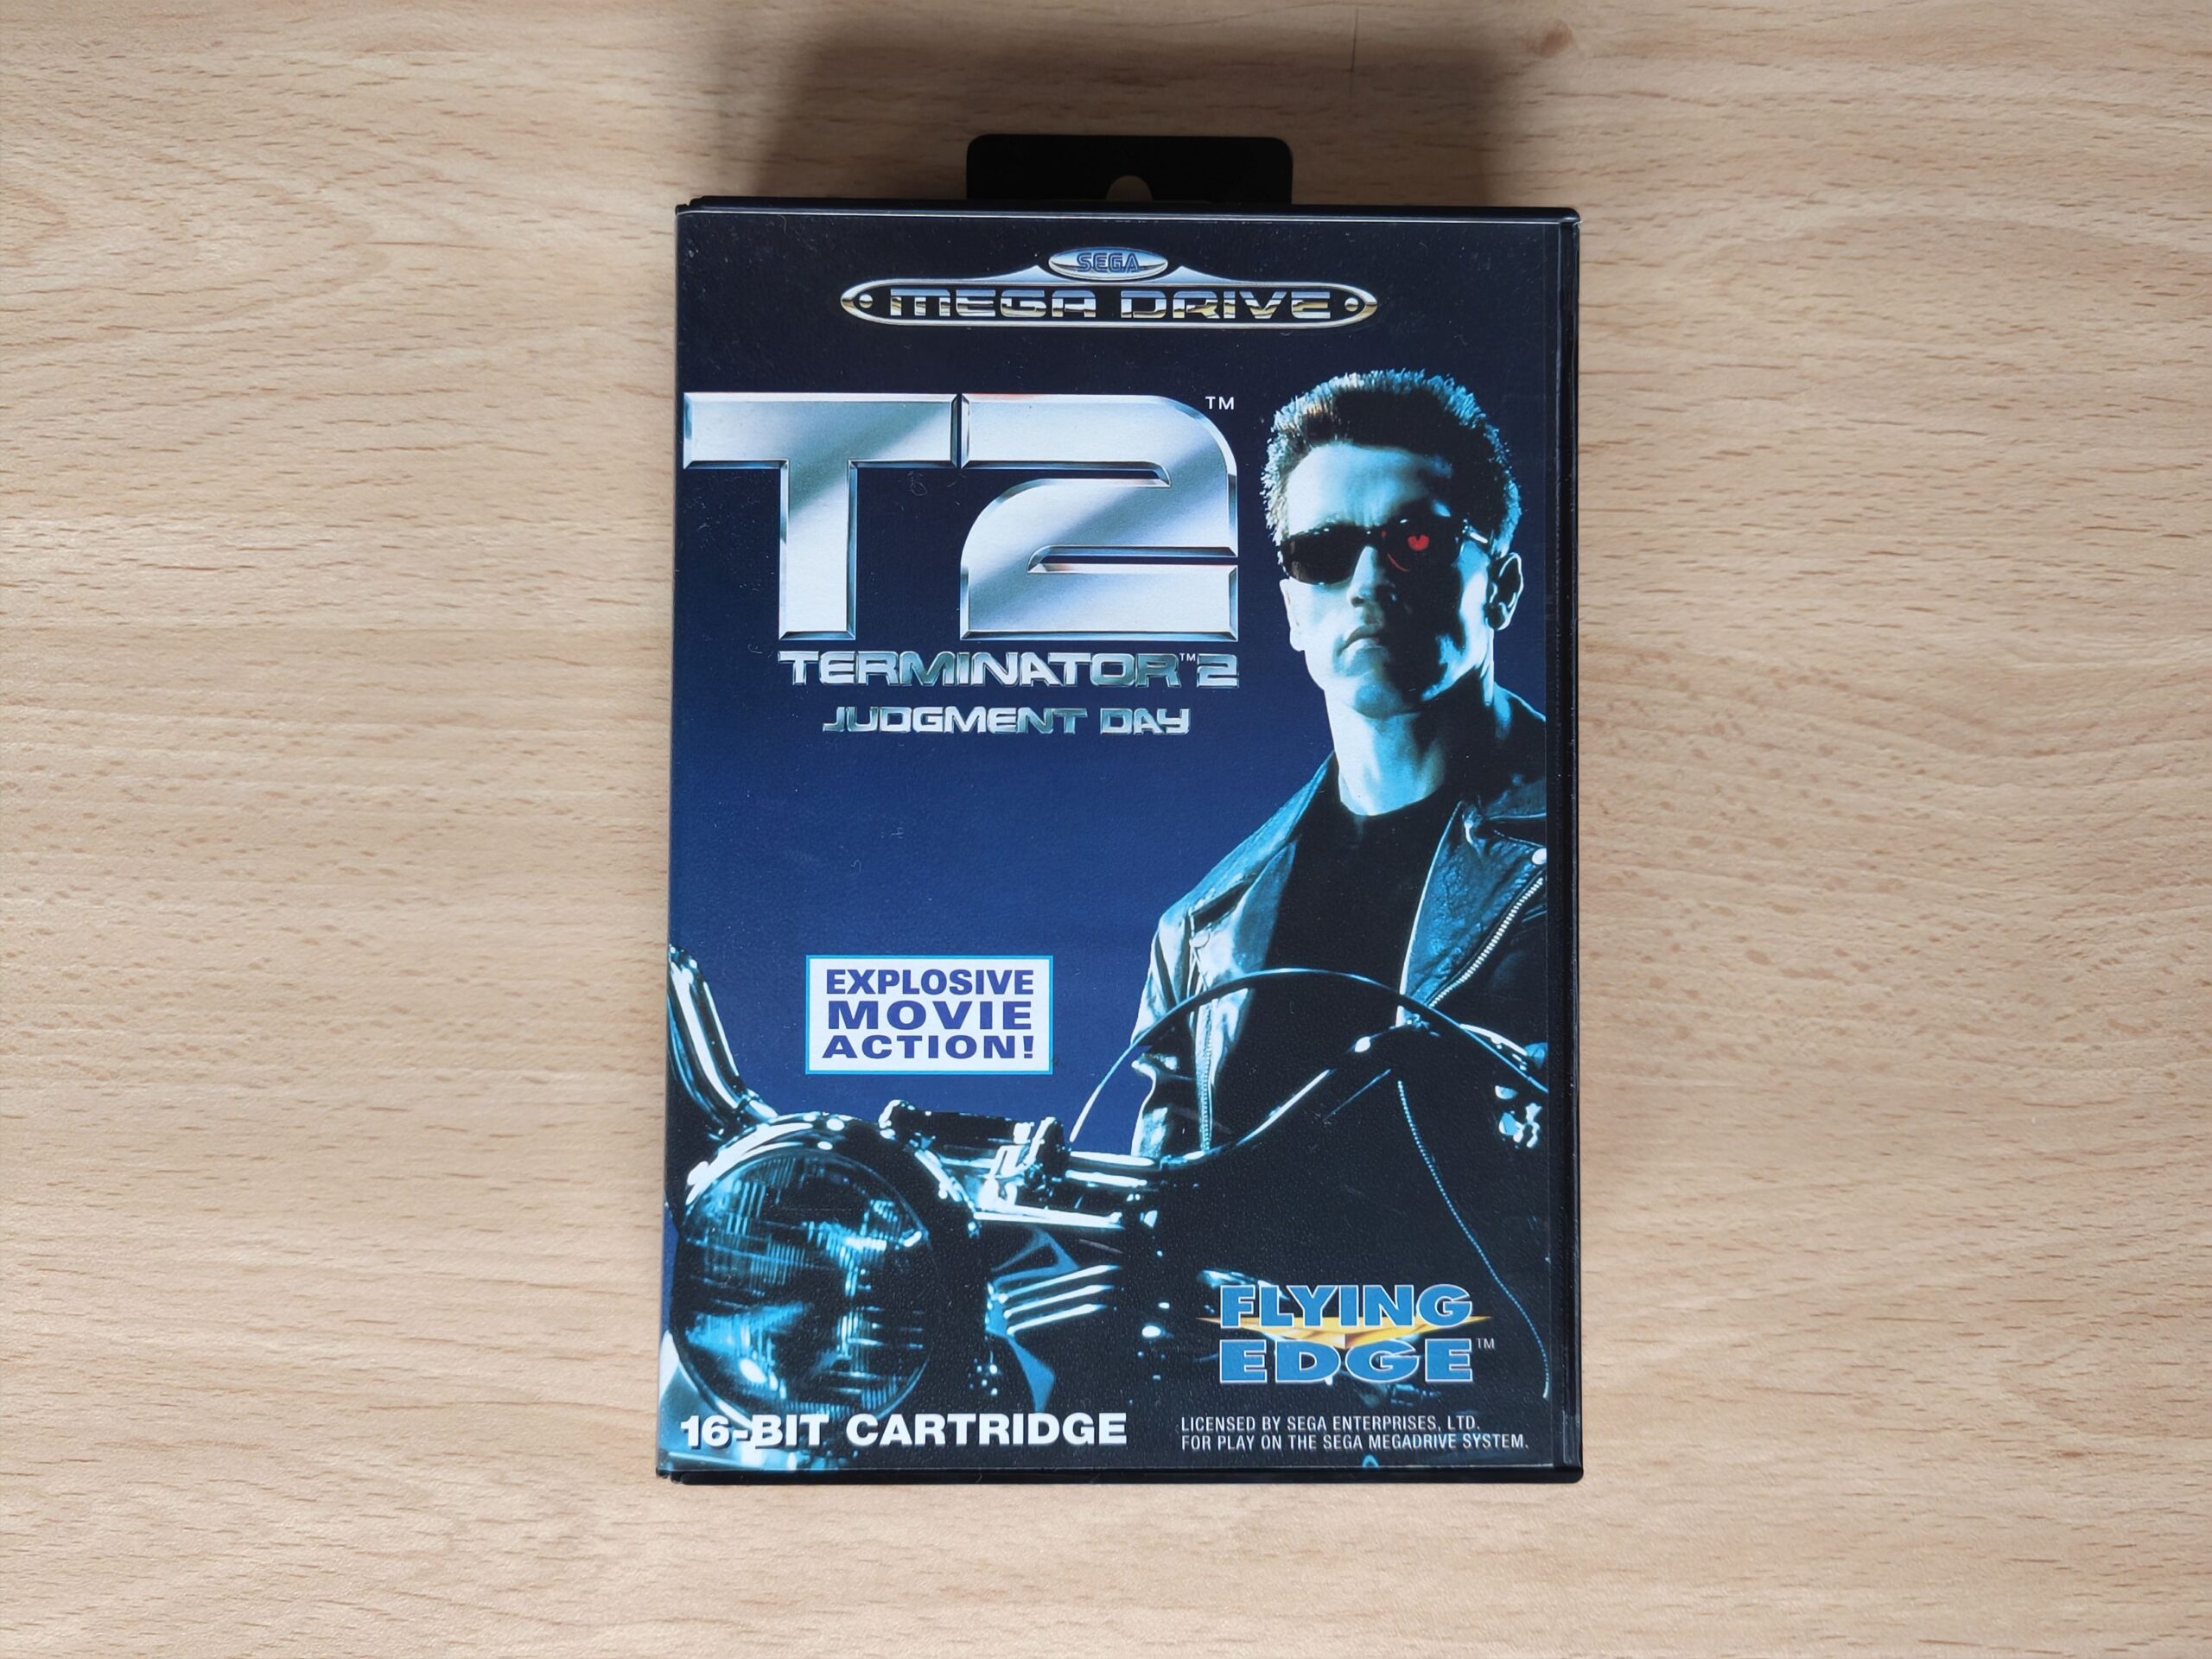 SEGA
MEGA DRIVE
T2™
TERMINATOR™2
JUDGMENT DAY
EXPLOSIVE
MOVIE
ACTION!
FLYING
EDGE™
16-BIT CARTRIDGE
LICENSED BY SEGA ENTERPRISES, LTD.
FOR PLAY ON THE SEGA MEGADRIVE SYSTEM.